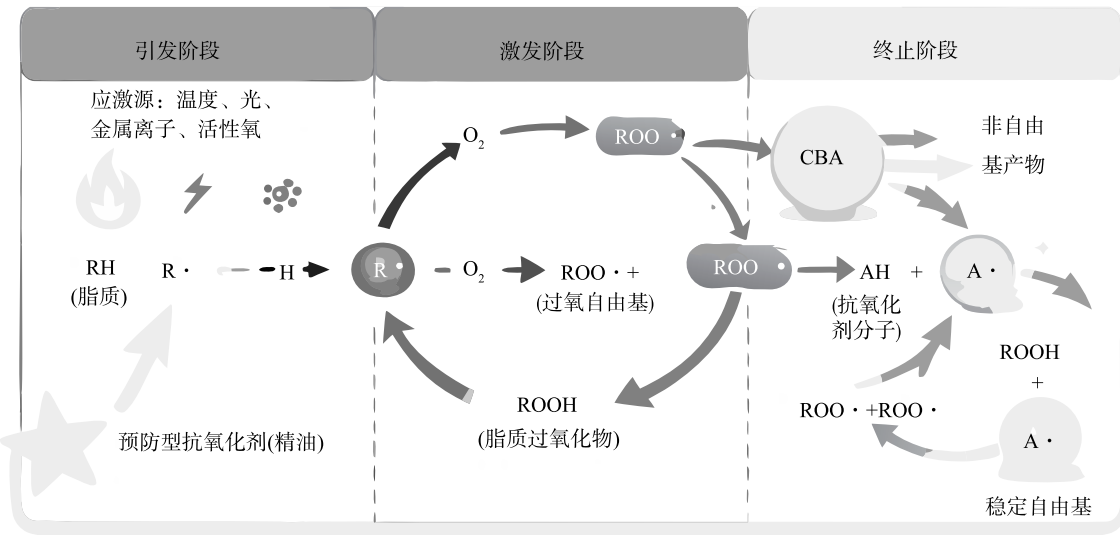 引发阶段
激发阶段
终止阶段
应激源：温度、光、
金属离子、活性氧
RH
(脂质)
R·
H
预防型抗氧化剂(精油)
R
O₂
ROO
O₂
ROO·+
(过氧自由基)
ROO
ROOH
(脂质过氧化物)
CBA
非自由
基产物
AH
+
A·
(抗氧化
剂分子)
ROO·+ROO·
ROOH
+
A·
稳定自由基